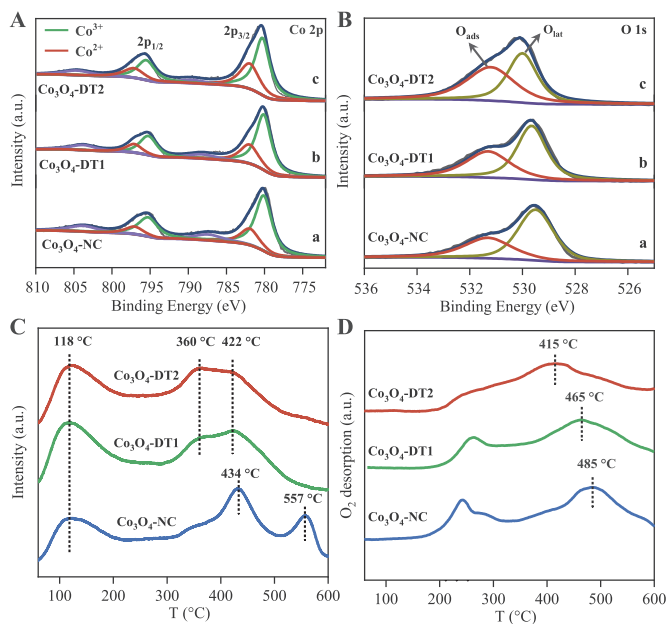 A
Co³⁺
Co²⁺
2p₁/₂
2p₃/₂
Co 2p
c
Co₃O₄-DT2
b
Co₃O₄-DT1
a
Co₃O₄-NC
Intensity (a.u.)
810 805 800 795 790 785 780 775
Binding Energy (eV)
B
O 1s
Oₐdₛ
Oₗₐₜ
Co₃O₄-DT2
c
Co₃O₄-DT1
b
Co₃O₄-NC
a
Intensity (a.u.)
536 534 532 530 528 526
Binding Energy (eV)
C
118 °C
360 °C
422 °C
Co₃O₄-DT2
Co₃O₄-DT1
434 °C
557 °C
Co₃O₄-NC
Intensity (a.u.)
100 200 300 400 500 600
T (°C)
D
415 °C
Co₃O₄-DT2
465 °C
Co₃O₄-DT1
485 °C
Co₃O₄-NC
O₂ desorption (a.u.)
100 200 300 400 500 600
T (°C)